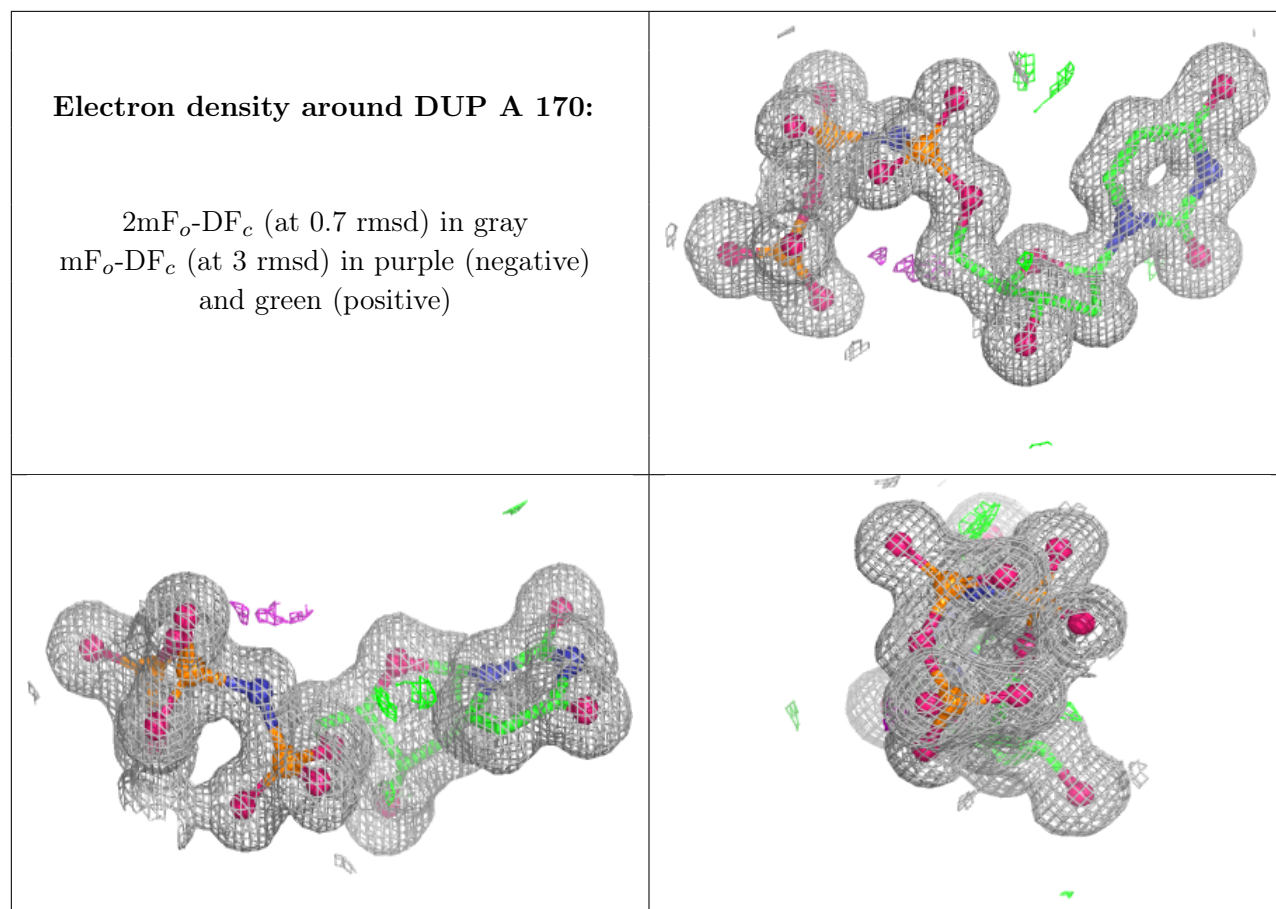 Electron density around DUP A 170:
2mFₒ-DF𝒸 (at 0.7 rmsd) in gray
mFₒ-DF𝒸 (at 3 rmsd) in purple (negative)
and green (positive)